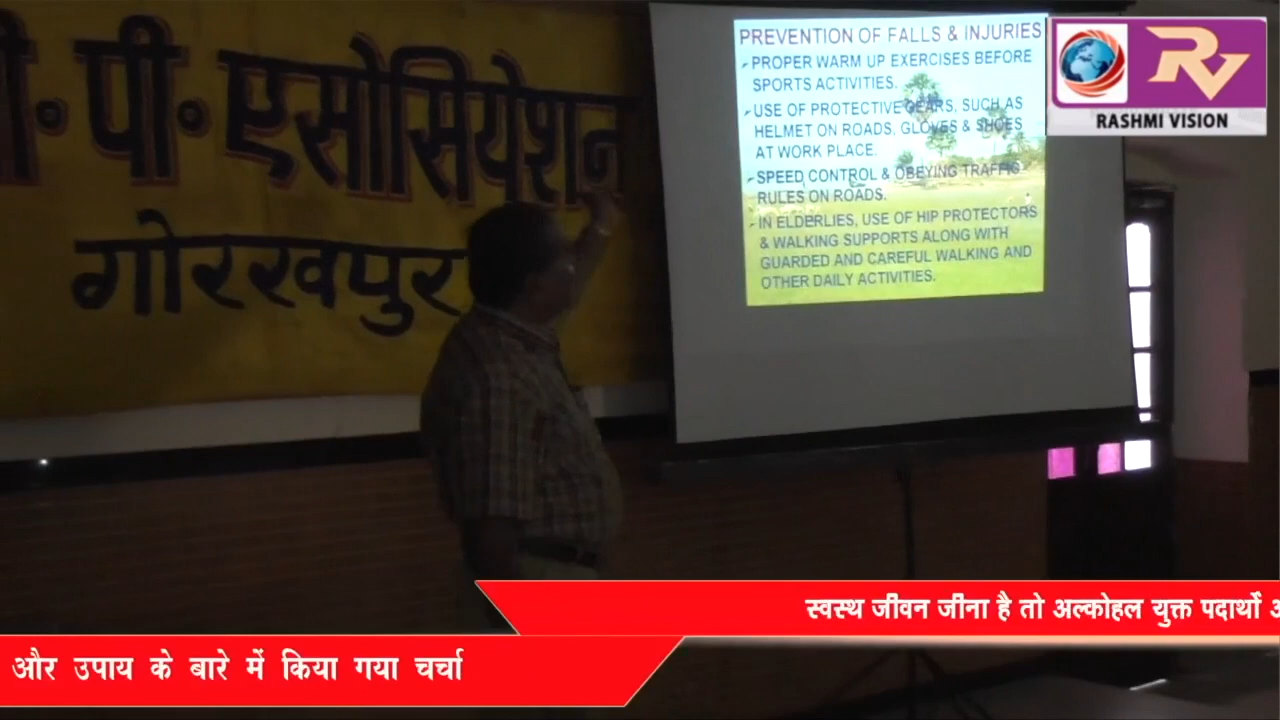 पी॰एसोसियेशन
गोरखपुर
PREVENTION OF FALLS & INJURIES
PROPER WARM UP EXERCISES BEFORE
SPORTS ACTIVITIES.
USE OF PROTECTIVE GEARS, SUCH AS
HELMET ON ROADS, GLOVES & SHOES
AT WORK PLACE.
SPEED CONTROL & OBEYING TRAFFIC
RULES ON ROADS.
IN ELDERLIES, USE OF HIP PROTECTORS
& WALKING SUPPORTS ALONG WITH
GUARDED AND CAREFUL WALKING AND
OTHER DAILY ACTIVITIES.
RV
RASHMI VISION
स्वस्थ जीवन जीना है तो अल्कोहल युक्त पदार्थों
और उपाय के बारे में किया गया चर्चा